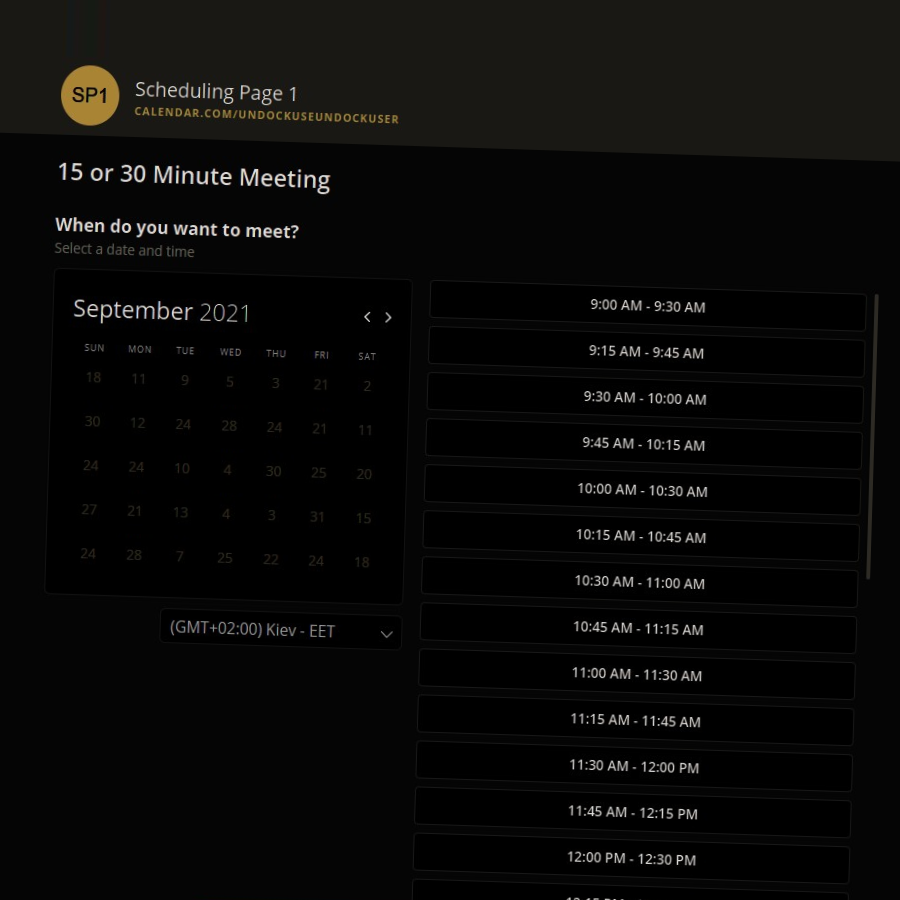 SP1
Scheduling Page 1
CALENDAR.COM/UNDOCKUSEUNDOCKUSER
15 or 30 Minute Meeting
When do you want to meet?
Select a date and time
September 2021
SUN MON TUE WED THU FRI SAT
18 11 9 5 3 21 2
30 12 24 28 24 21 11
24 24 10 4 30 25 20
27 21 13 4 3 31 15
24 28 7 25 22 24 18
(GMT+02:00) Kiev - EET
9:00 AM - 9:30 AM
9:15 AM - 9:45 AM
9:30 AM - 10:00 AM
9:45 AM - 10:15 AM
10:00 AM - 10:30 AM
10:15 AM - 10:45 AM
10:30 AM - 11:00 AM
10:45 AM - 11:15 AM
11:00 AM - 11:30 AM
11:15 AM - 11:45 AM
11:30 AM - 12:00 PM
11:45 AM - 12:15 PM
12:00 PM - 12:30 PM